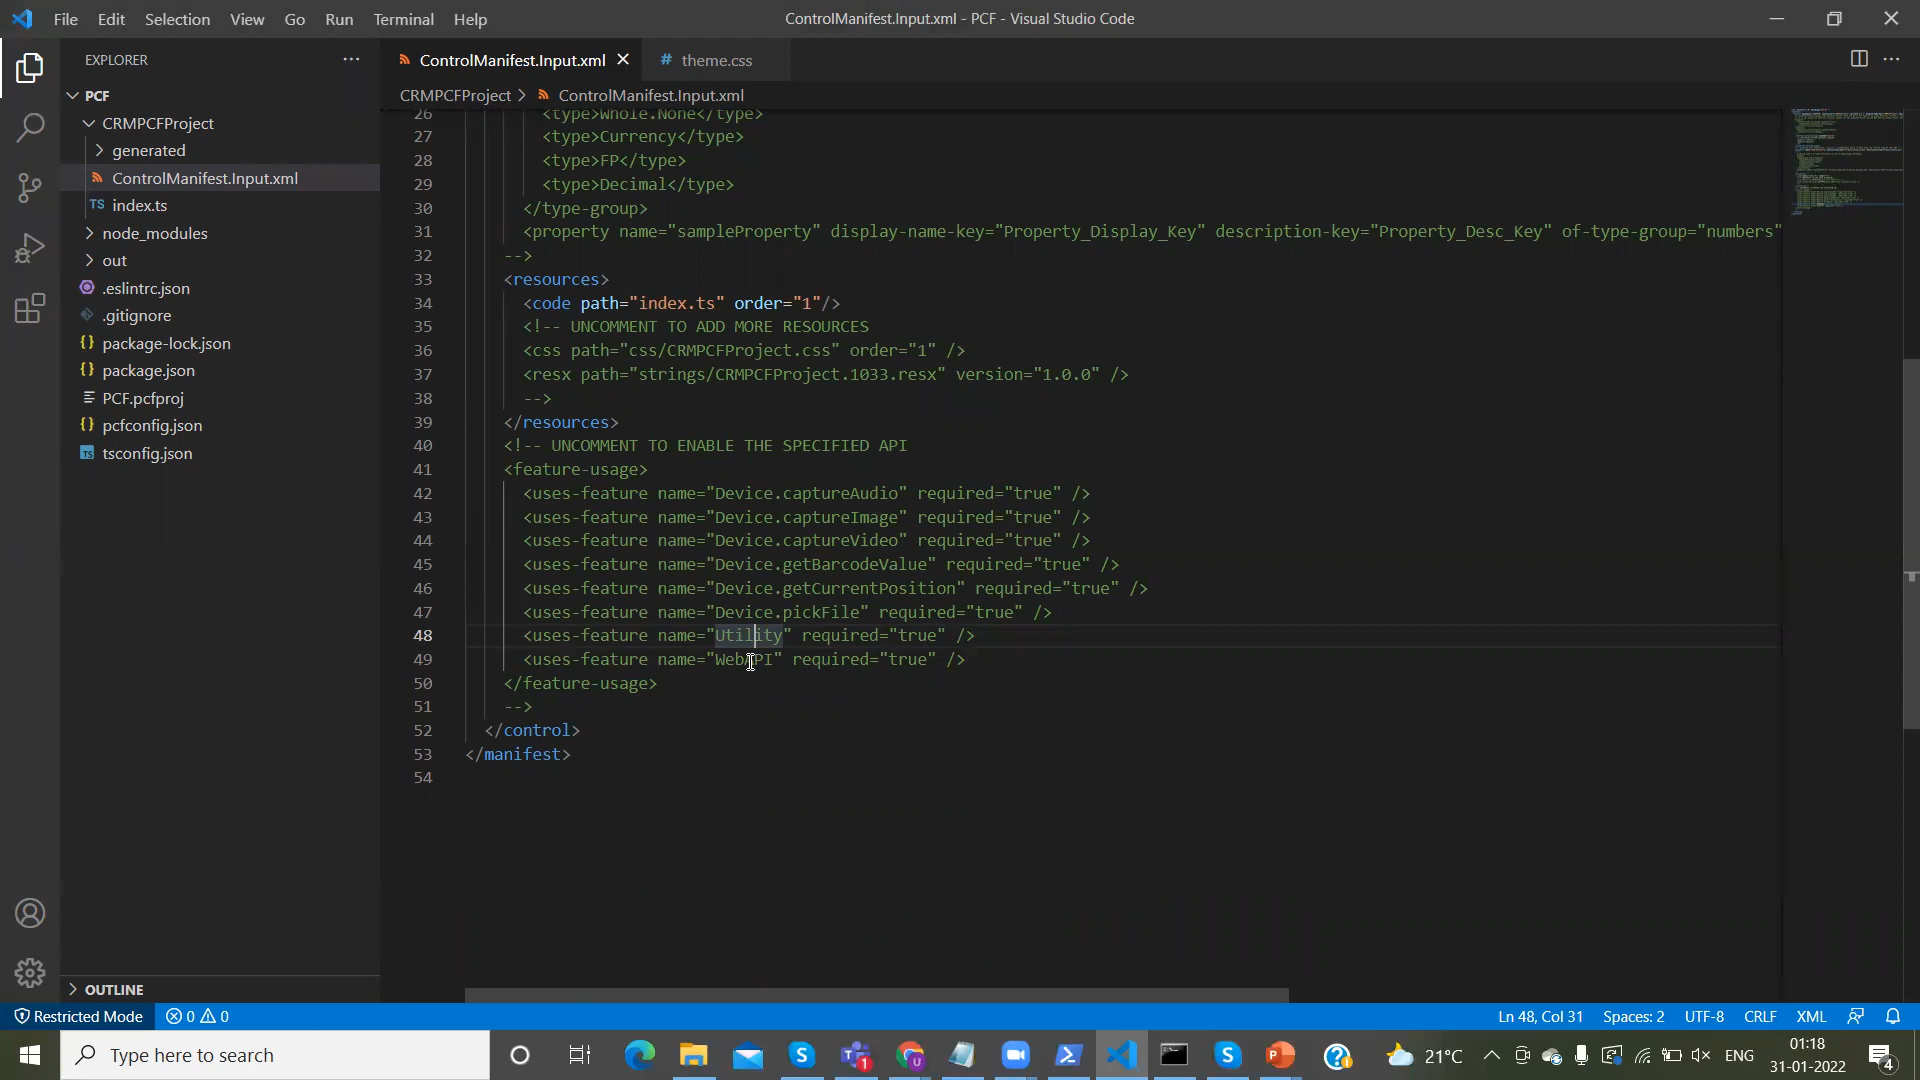 File Edit Selection View Go Run Terminal Help
ControlManifest.Input.xml - PCF - Visual Studio Code
EXPLORER
ControlManifest.Input.xml
# theme.css
CRMPCFProject > ControlManifest.Input.xml
PCF
CRMPCFProject
generated
ControlManifest.Input.xml
TS index.ts
node_modules
out
.eslintrc.json
.gitignore
{} package-lock.json
{} package.json
PCF.pcfproj
{} pcfconfig.json
TS tsconfig.json
26 <type>Whole.None</type>
27 <type>Currency</type>
28 <type>FP</type>
29 <type>Decimal</type>
30 </type-group>
31 <property name="sampleProperty" display-name-key="Property_Display_Key" description-key="Property_Desc_Key" of-type-group="numbers"
32 -->
33 <resources>
34 <code path="index.ts" order="1"/>
35 <!-- UNCOMMENT TO ADD MORE RESOURCES
36 <css path="css/CRMPCFProject.css" order="1" />
37 <resx path="strings/CRMPCFProject.1033.resx" version="1.0.0" />
38 -->
39 </resources>
40 <!-- UNCOMMENT TO ENABLE THE SPECIFIED API
41 <feature-usage>
42 <uses-feature name="Device.captureAudio" required="true" />
43 <uses-feature name="Device.captureImage" required="true" />
44 <uses-feature name="Device.captureVideo" required="true" />
45 <uses-feature name="Device.getBarcodeValue" required="true" />
46 <uses-feature name="Device.getCurrentPosition" required="true" />
47 <uses-feature name="Device.pickFile" required="true" />
48 <uses-feature name="Utility" required="true" />
49 <uses-feature name="WebAPI" required="true" />
50 </feature-usage>
51 -->
52 </control>
53 </manifest>
54
OUTLINE
Restricted Mode 0 0
Ln 48, Col 31 Spaces: 2 UTF-8 CRLF XML
Type here to search
21°C
ENG
01:18
31-01-2022
4